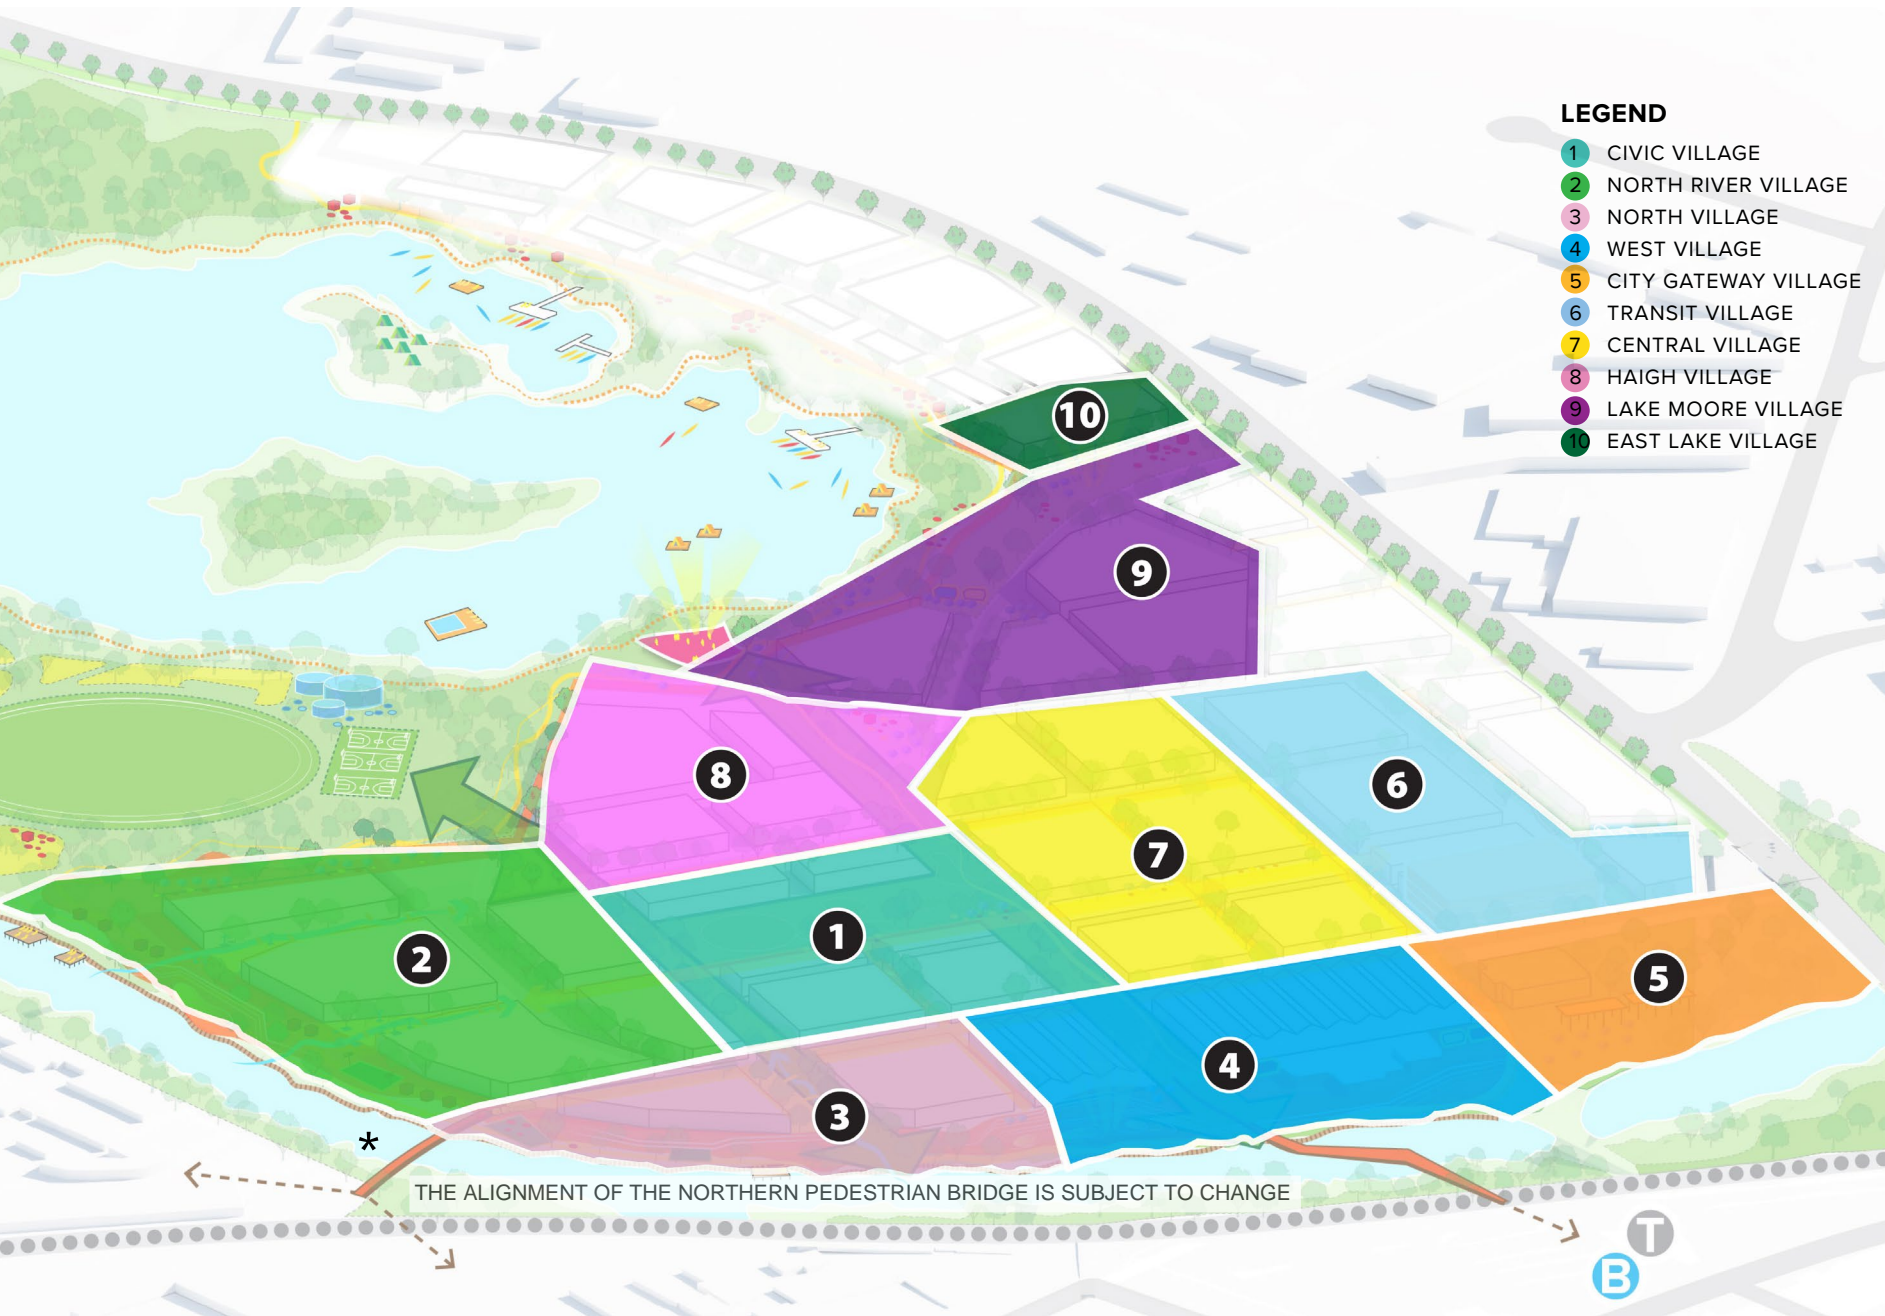 LEGEND
1 CIVIC VILLAGE
2 NORTH RIVER VILLAGE
3 NORTH VILLAGE
4 WEST VILLAGE
5 CITY GATEWAY VILLAGE
6 TRANSIT VILLAGE
7 CENTRAL VILLAGE
8 HAIGH VILLAGE
9 LAKE MOORE VILLAGE
10 EAST LAKE VILLAGE
10
9
8
6
7
1
2
5
4
3
*
THE ALIGNMENT OF THE NORTHERN PEDESTRIAN BRIDGE IS SUBJECT TO CHANGE
T
B